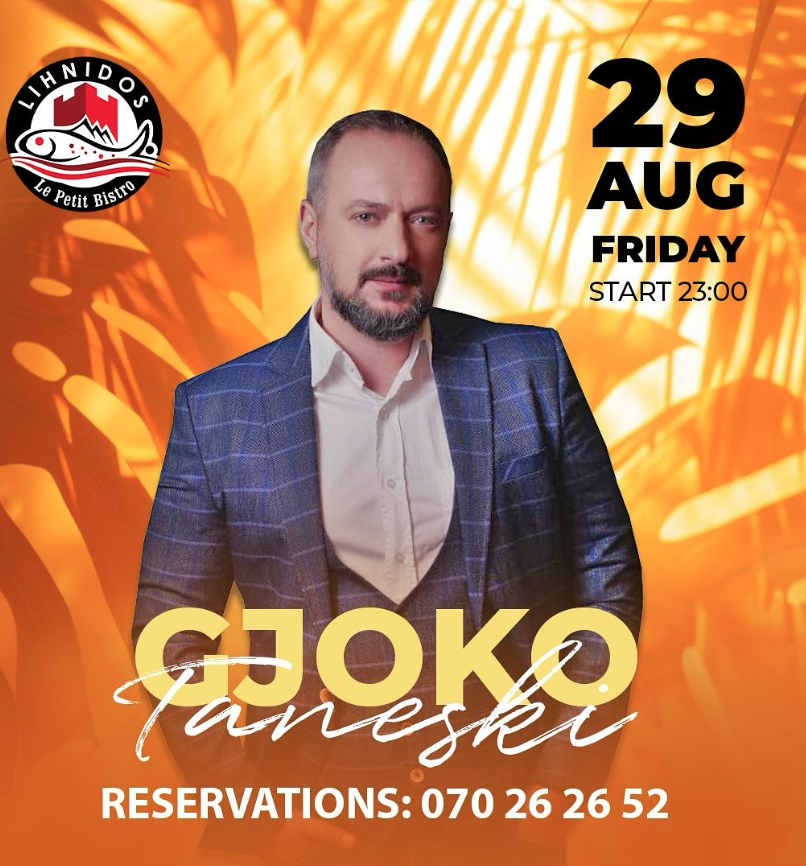 LIHNIDOS
Le Petit Bistro
29
AUG
FRIDAY
START 23:00
GJOKO
Taneski
RESERVATIONS: 070 26 26 52